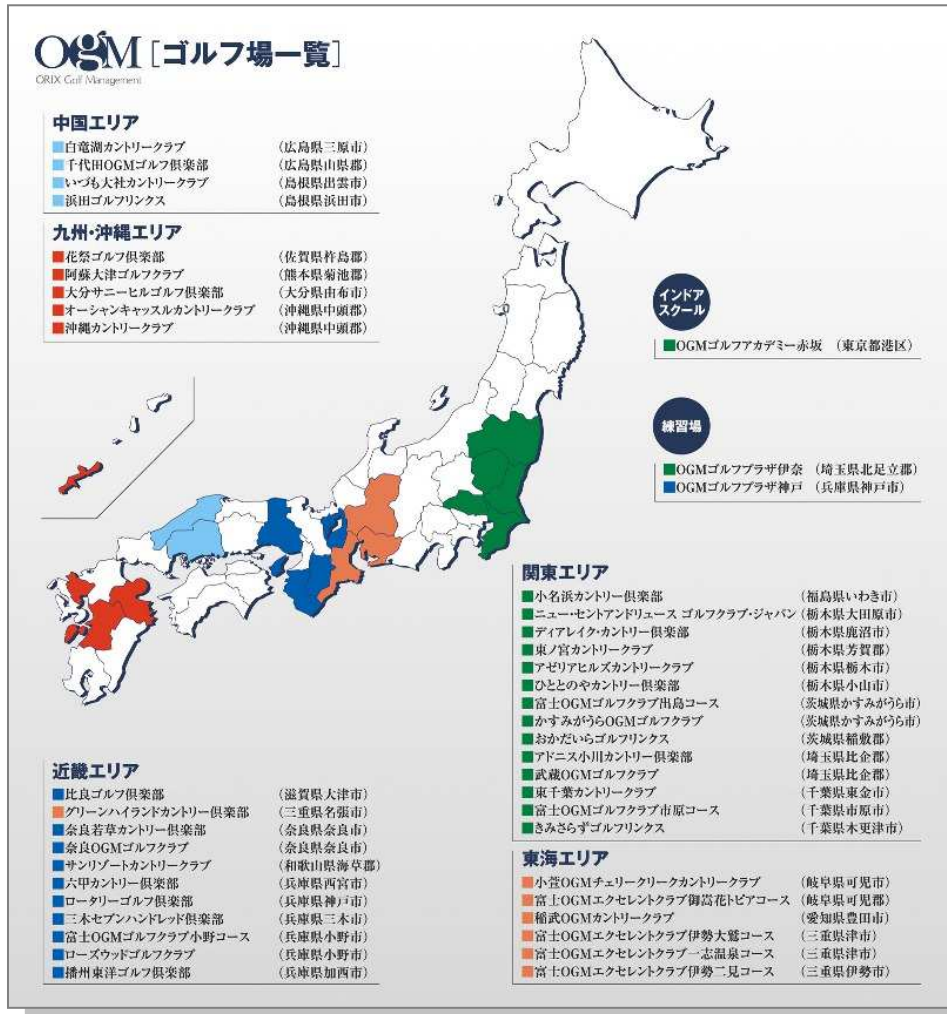 OgM [ゴルフ場一覧]
ORIX Golf Management
中国エリア
白竜湖カントリークラブ （広島県三原市）
千代田OGMゴルフ倶楽部 （広島県山県郡）
いづも大社カントリークラブ （島根県出雲市）
浜田ゴルフリンクス （島根県浜田市）
九州・沖縄エリア
花祭ゴルフ倶楽部 （佐賀県杵島郡）
阿蘇大津ゴルフクラブ （熊本県菊池郡）
大分サニーヒルゴルフ倶楽部 （大分県由布市）
オーシャンキャッスルカントリークラブ （沖縄県中頭郡）
沖縄カントリークラブ （沖縄県中頭郡）
インドア
スクール
OGMゴルフアカデミー赤坂 （東京都港区）
練習場
OGMゴルフプラザ伊奈 （埼玉県北足立郡）
OGMゴルフプラザ神戸 （兵庫県神戸市）
関東エリア
小名浜カントリー倶楽部 （福島県いわき市）
ニュー・セントアンドリュース ゴルフクラブ・ジャパン （栃木県大田原市）
ディアレイク・カントリー倶楽部 （栃木県鹿沼市）
東ノ宮カントリークラブ （栃木県芳賀郡）
アゼリアヒルズカントリークラブ （栃木県栃木市）
ひととのやカントリー倶楽部 （栃木県小山市）
富士OGMゴルフクラブ出島コース （茨城県かすみがうら市）
かすみがうらOGMゴルフクラブ （茨城県かすみがうら市）
おかだいらゴルフリンクス （茨城県稲敷郡）
アドニス小川カントリー倶楽部 （埼玉県比企郡）
武蔵OGMゴルフクラブ （埼玉県比企郡）
東千葉カントリークラブ （千葉県東金市）
富士OGMゴルフクラブ市原コース （千葉県市原市）
きみさらずゴルフリンクス （千葉県木更津市）
近畿エリア
比良ゴルフ倶楽部 （滋賀県大津市）
グリーンハイランドカントリー倶楽部 （三重県名張市）
奈良若草カントリー倶楽部 （奈良県奈良市）
奈良OGMゴルフクラブ （奈良県奈良市）
サンリゾートカントリークラブ （和歌山県海草郡）
六甲カントリー倶楽部 （兵庫県西宮市）
ロータリーゴルフ倶楽部 （兵庫県神戸市）
三木セブンハンドレッド倶楽部 （兵庫県三木市）
富士OGMゴルフクラブ小野コース （兵庫県小野市）
ローズウッドゴルフクラブ （兵庫県小野市）
播州東洋ゴルフ倶楽部 （兵庫県加西市）
東海エリア
小萱OGMチェリークリークカントリークラブ （岐阜県可児市）
富士OGMエクセレントクラブ御嵩花トピアコース （岐阜県可児郡）
稲武OGMカントリークラブ （愛知県豊田市）
富士OGMエクセレントクラブ伊勢大鷲コース （三重県津市）
富士OGMエクセレントクラブ一志温泉コース （三重県津市）
富士OGMエクセレントクラブ伊勢二見コース （三重県伊勢市）